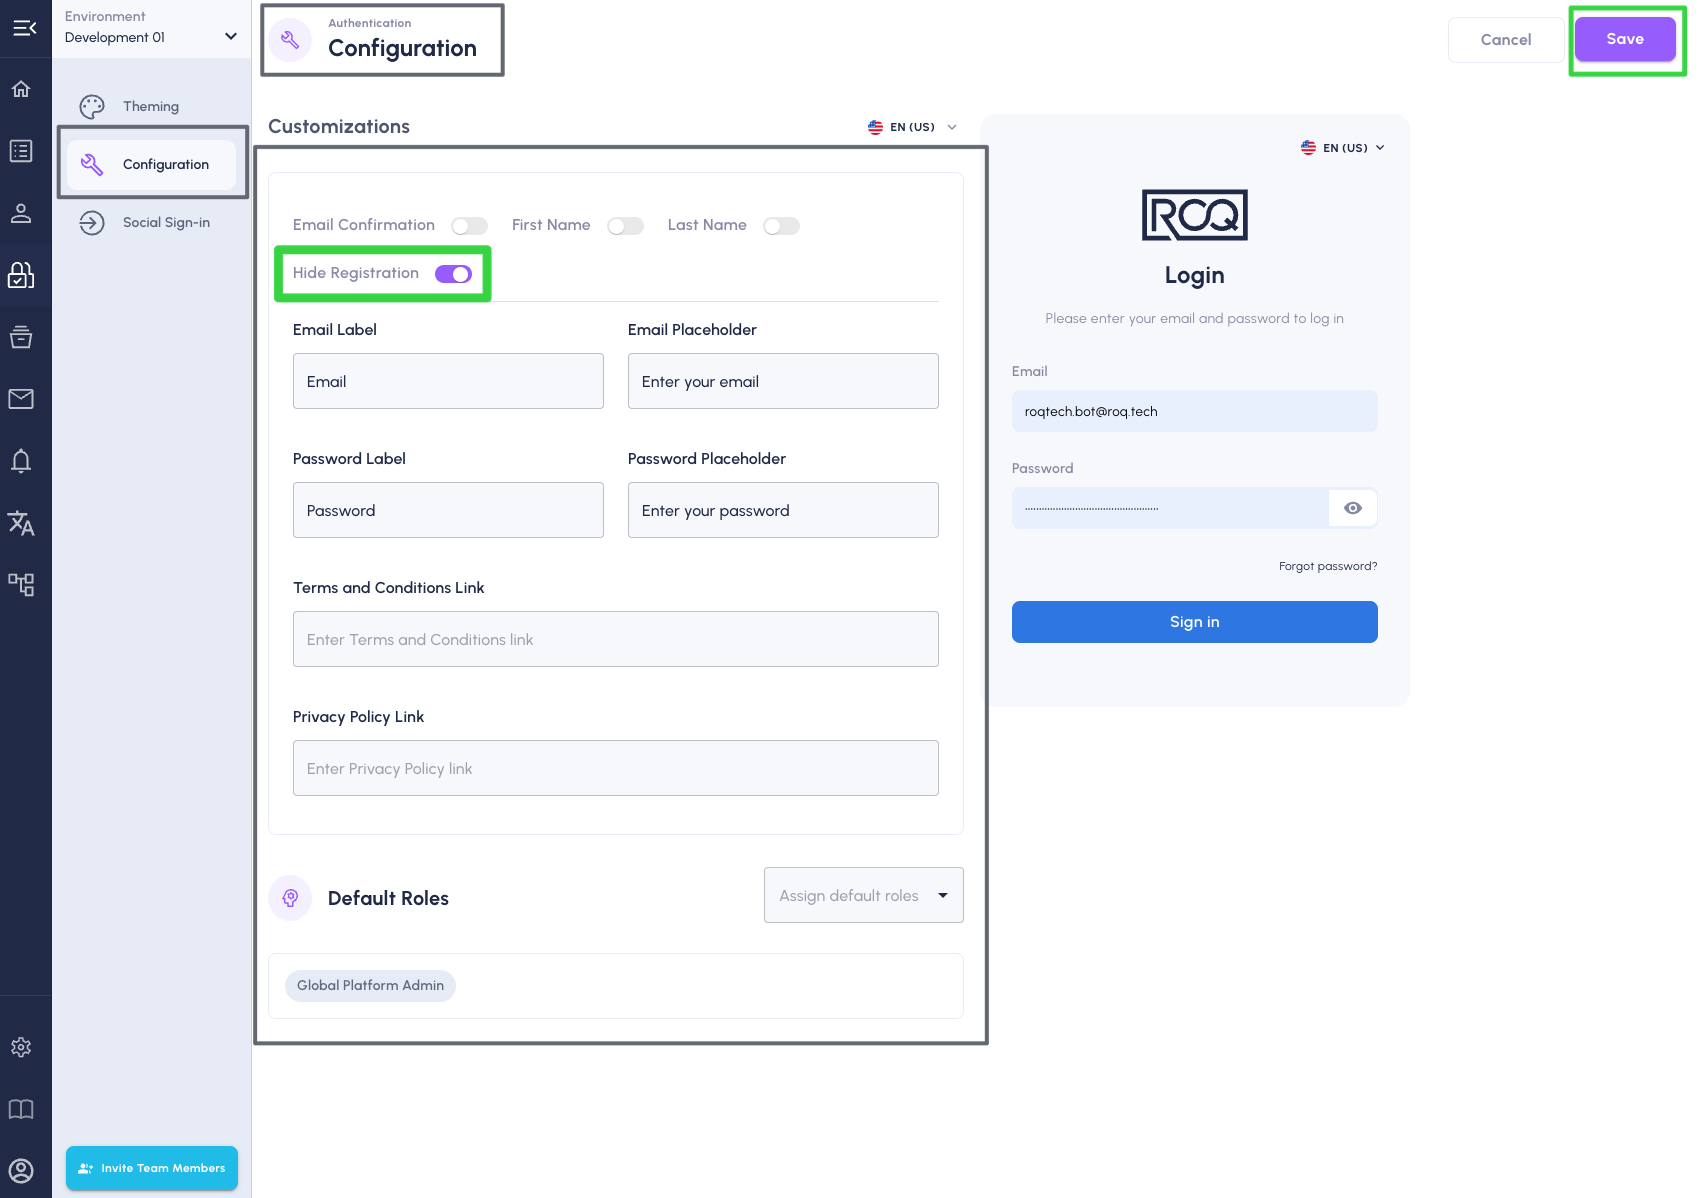 Environment
Development 01
Theming
Configuration
Social Sign-in
Invite Team Members
Authentication
Configuration
Cancel
Save
Customizations
EN (US)
Email Confirmation
First Name
Last Name
Hide Registration
Email Label
Email Placeholder
Email
Enter your email
Password Label
Password Placeholder
Password
Enter your password
Terms and Conditions Link
Enter Terms and Conditions link
Privacy Policy Link
Enter Privacy Policy link
Default Roles
Assign default roles
Global Platform Admin
EN (US)
ROQ
Login
Please enter your email and password to log in
Email
roqtech.bot@roq.tech
Password
Forgot password?
Sign in